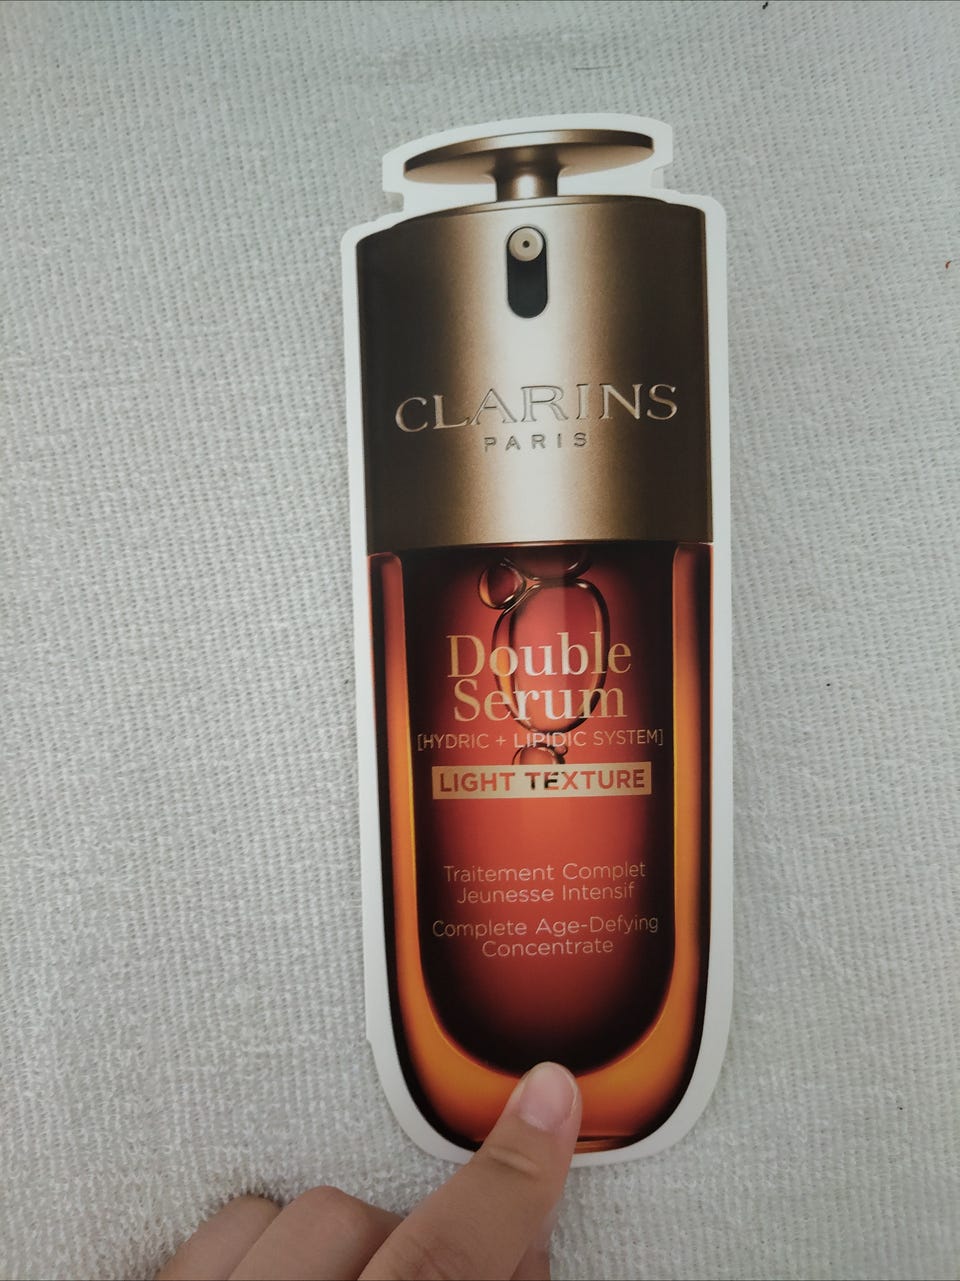 CLARINS
PARIS
Double
Serum
[HYDRIC + LIPIDIC SYSTEM]
LIGHT TEXTURE
Traitement Complet
Jeunesse Intensif
Complete Age-Defying
Concentrate